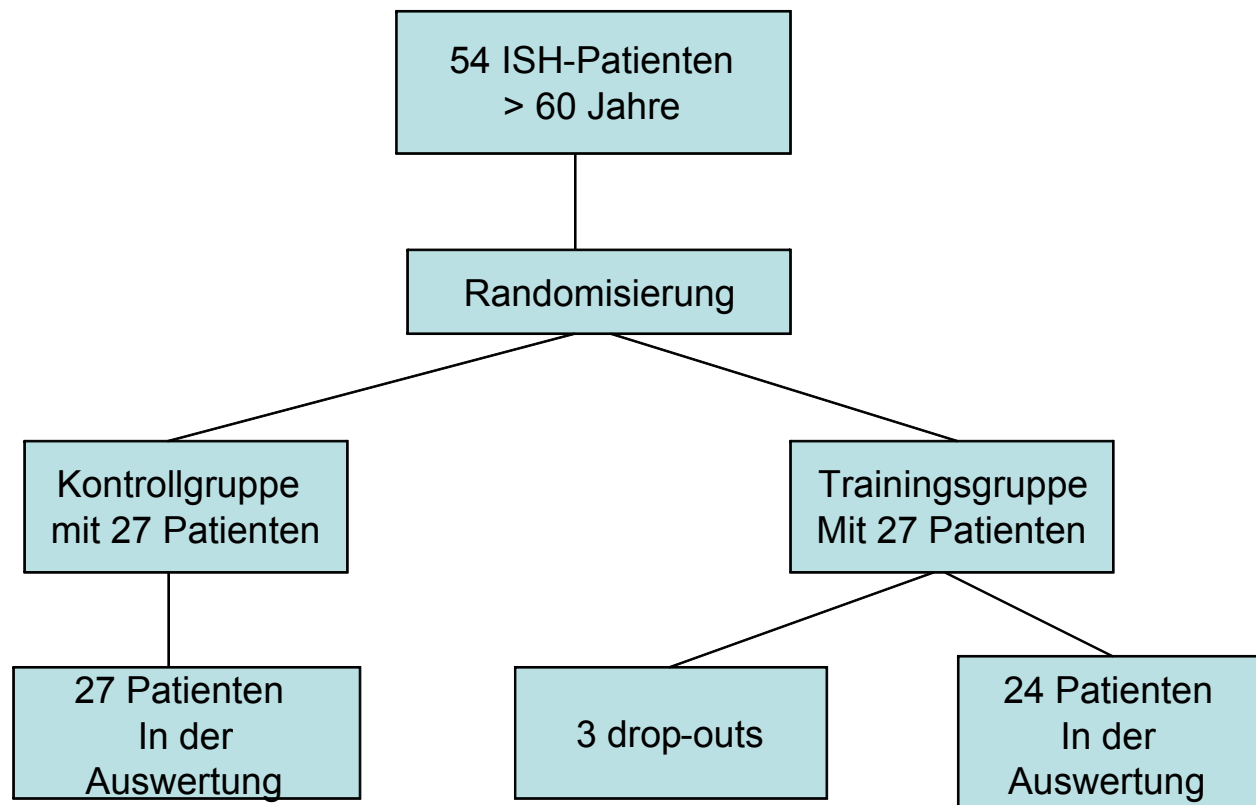 54 ISH-Patienten
> 60 Jahre
Randomisierung
Kontrollgruppe
mit 27 Patienten
Trainingsgruppe
Mit 27 Patienten
27 Patienten
In der
Auswertung
3 drop-outs
24 Patienten
In der
Auswertung